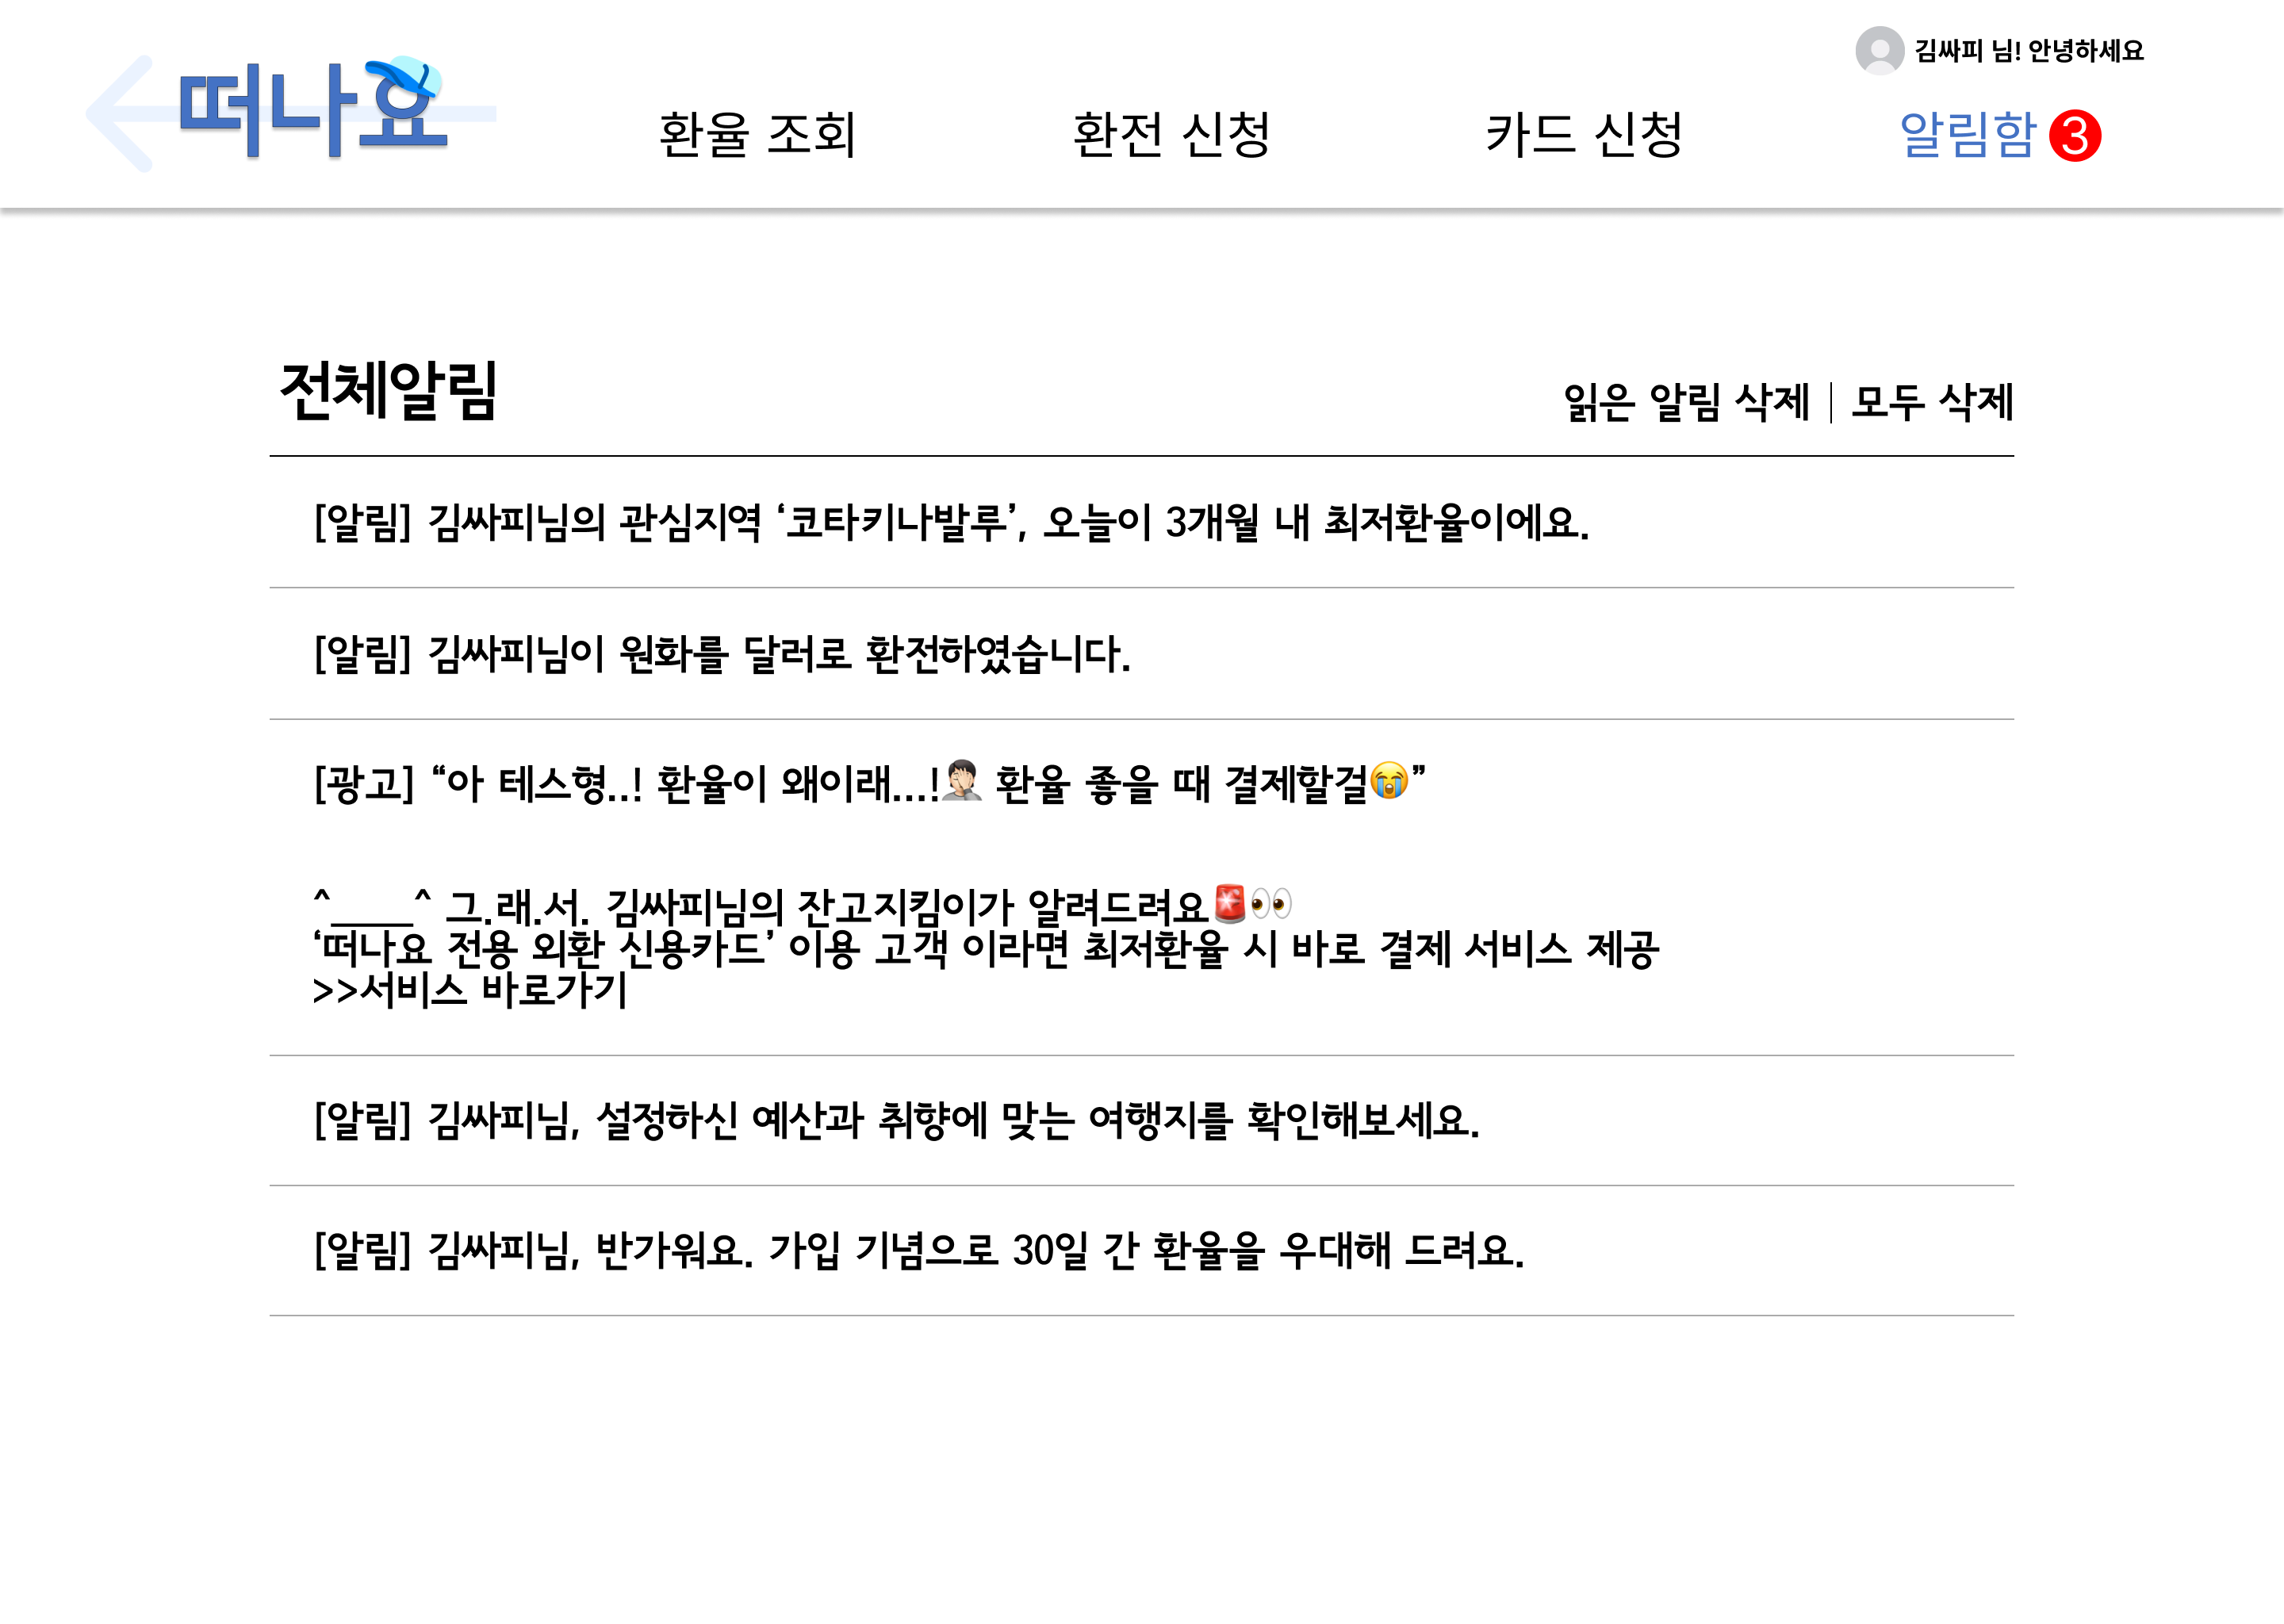 김싸피 님! 안녕하세요
떠나요
환율 조회
환전 신청
카드 신청
알림함 3
전체알림
읽은 알림 삭제 | 모두 삭제
[알림] 김싸피님의 관심지역 ‘코타키나발루’, 오늘이 3개월 내 최저환율이에요.
[알림] 김싸피님이 원화를 달러로 환전하였습니다.
[광고] “아 테스형..! 환율이 왜이래...!🤦🏻 환율 좋을 때 결제할걸😭”
^____^ 그.래.서. 김싸피님의 잔고지킴이가 알려드려요🚨👀
‘떠나요 전용 외환 신용카드’ 이용 고객 이라면 최저환율 시 바로 결제 서비스 제공
>>서비스 바로가기
[알림] 김싸피님, 설정하신 예산과 취향에 맞는 여행지를 확인해보세요.
[알림] 김싸피님, 반가워요. 가입 기념으로 30일 간 환율을 우대해 드려요.